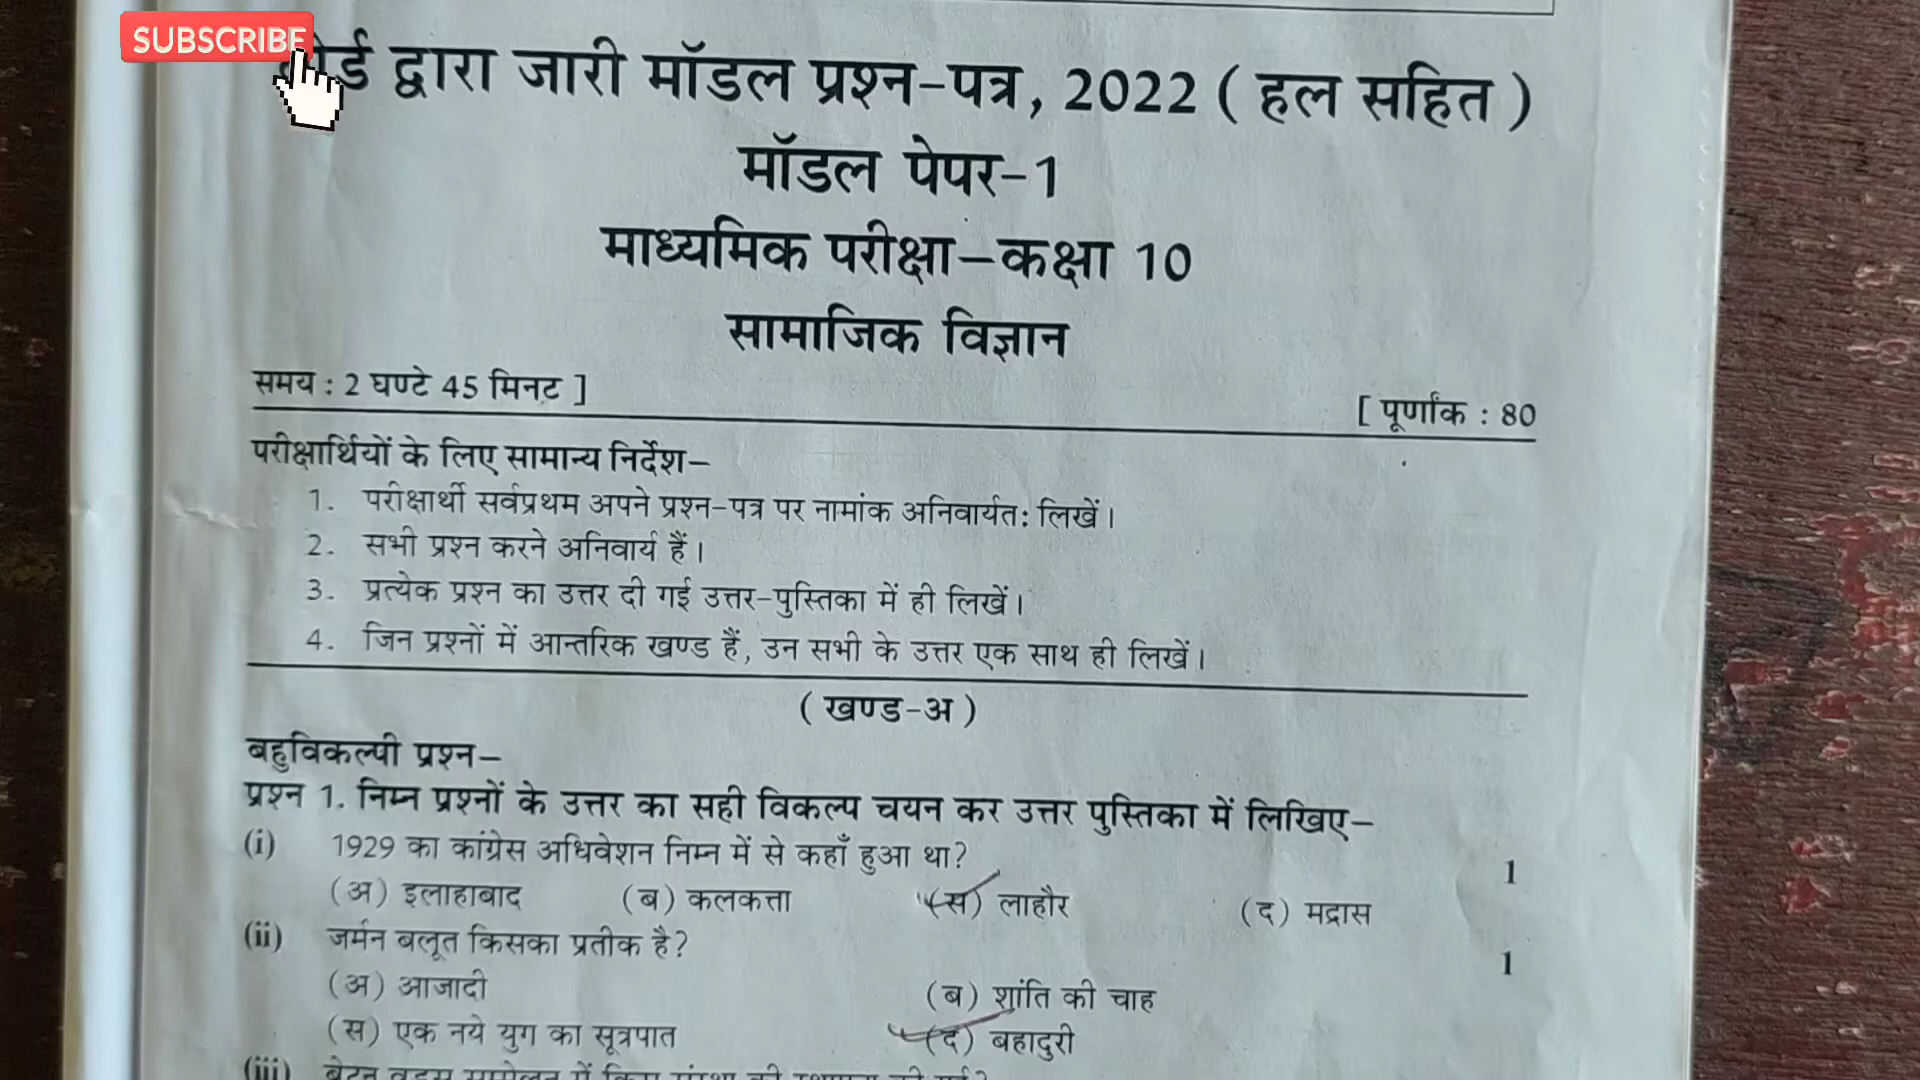 SUBSCRIBE
द्वारा जारी मॉडल प्रश्न-पत्र, 2022 ( हल सहित )
मॉडल पेपर-1
माध्यमिक परीक्षा-कक्षा 10
सामाजिक विज्ञान
समय : 2 घण्टे 45 मिनट ]
[ पूर्णांक : 80
परीक्षार्थियों के लिए सामान्य निर्देश-
1. परीक्षार्थी सर्वप्रथम अपने प्रश्न-पत्र पर नामांक अनिवार्यतः लिखें।
2. सभी प्रश्न करने अनिवार्य हैं।
3. प्रत्येक प्रश्न का उत्तर दी गई उत्तर-पुस्तिका में ही लिखें।
4. जिन प्रश्नों में आन्तरिक खण्ड हैं, उन सभी के उत्तर एक साथ ही लिखें।
( खण्ड-अ )
बहुविकल्पी प्रश्न-
प्रश्न 1. निम्न प्रश्नों के उत्तर का सही विकल्प चयन कर उत्तर पुस्तिका में लिखिए-
(i) 1929 का कांग्रेस अधिवेशन निम्न में से कहाँ हुआ था? 1
(अ) इलाहाबाद (ब) कलकत्ता (स) लाहौर (द) मद्रास
(ii) जर्मन बलूत किसका प्रतीक है? 1
(अ) आजादी (ब) शांति की चाह
(स) एक नये युग का सूत्रपात (द) बहादुरी
(iii)